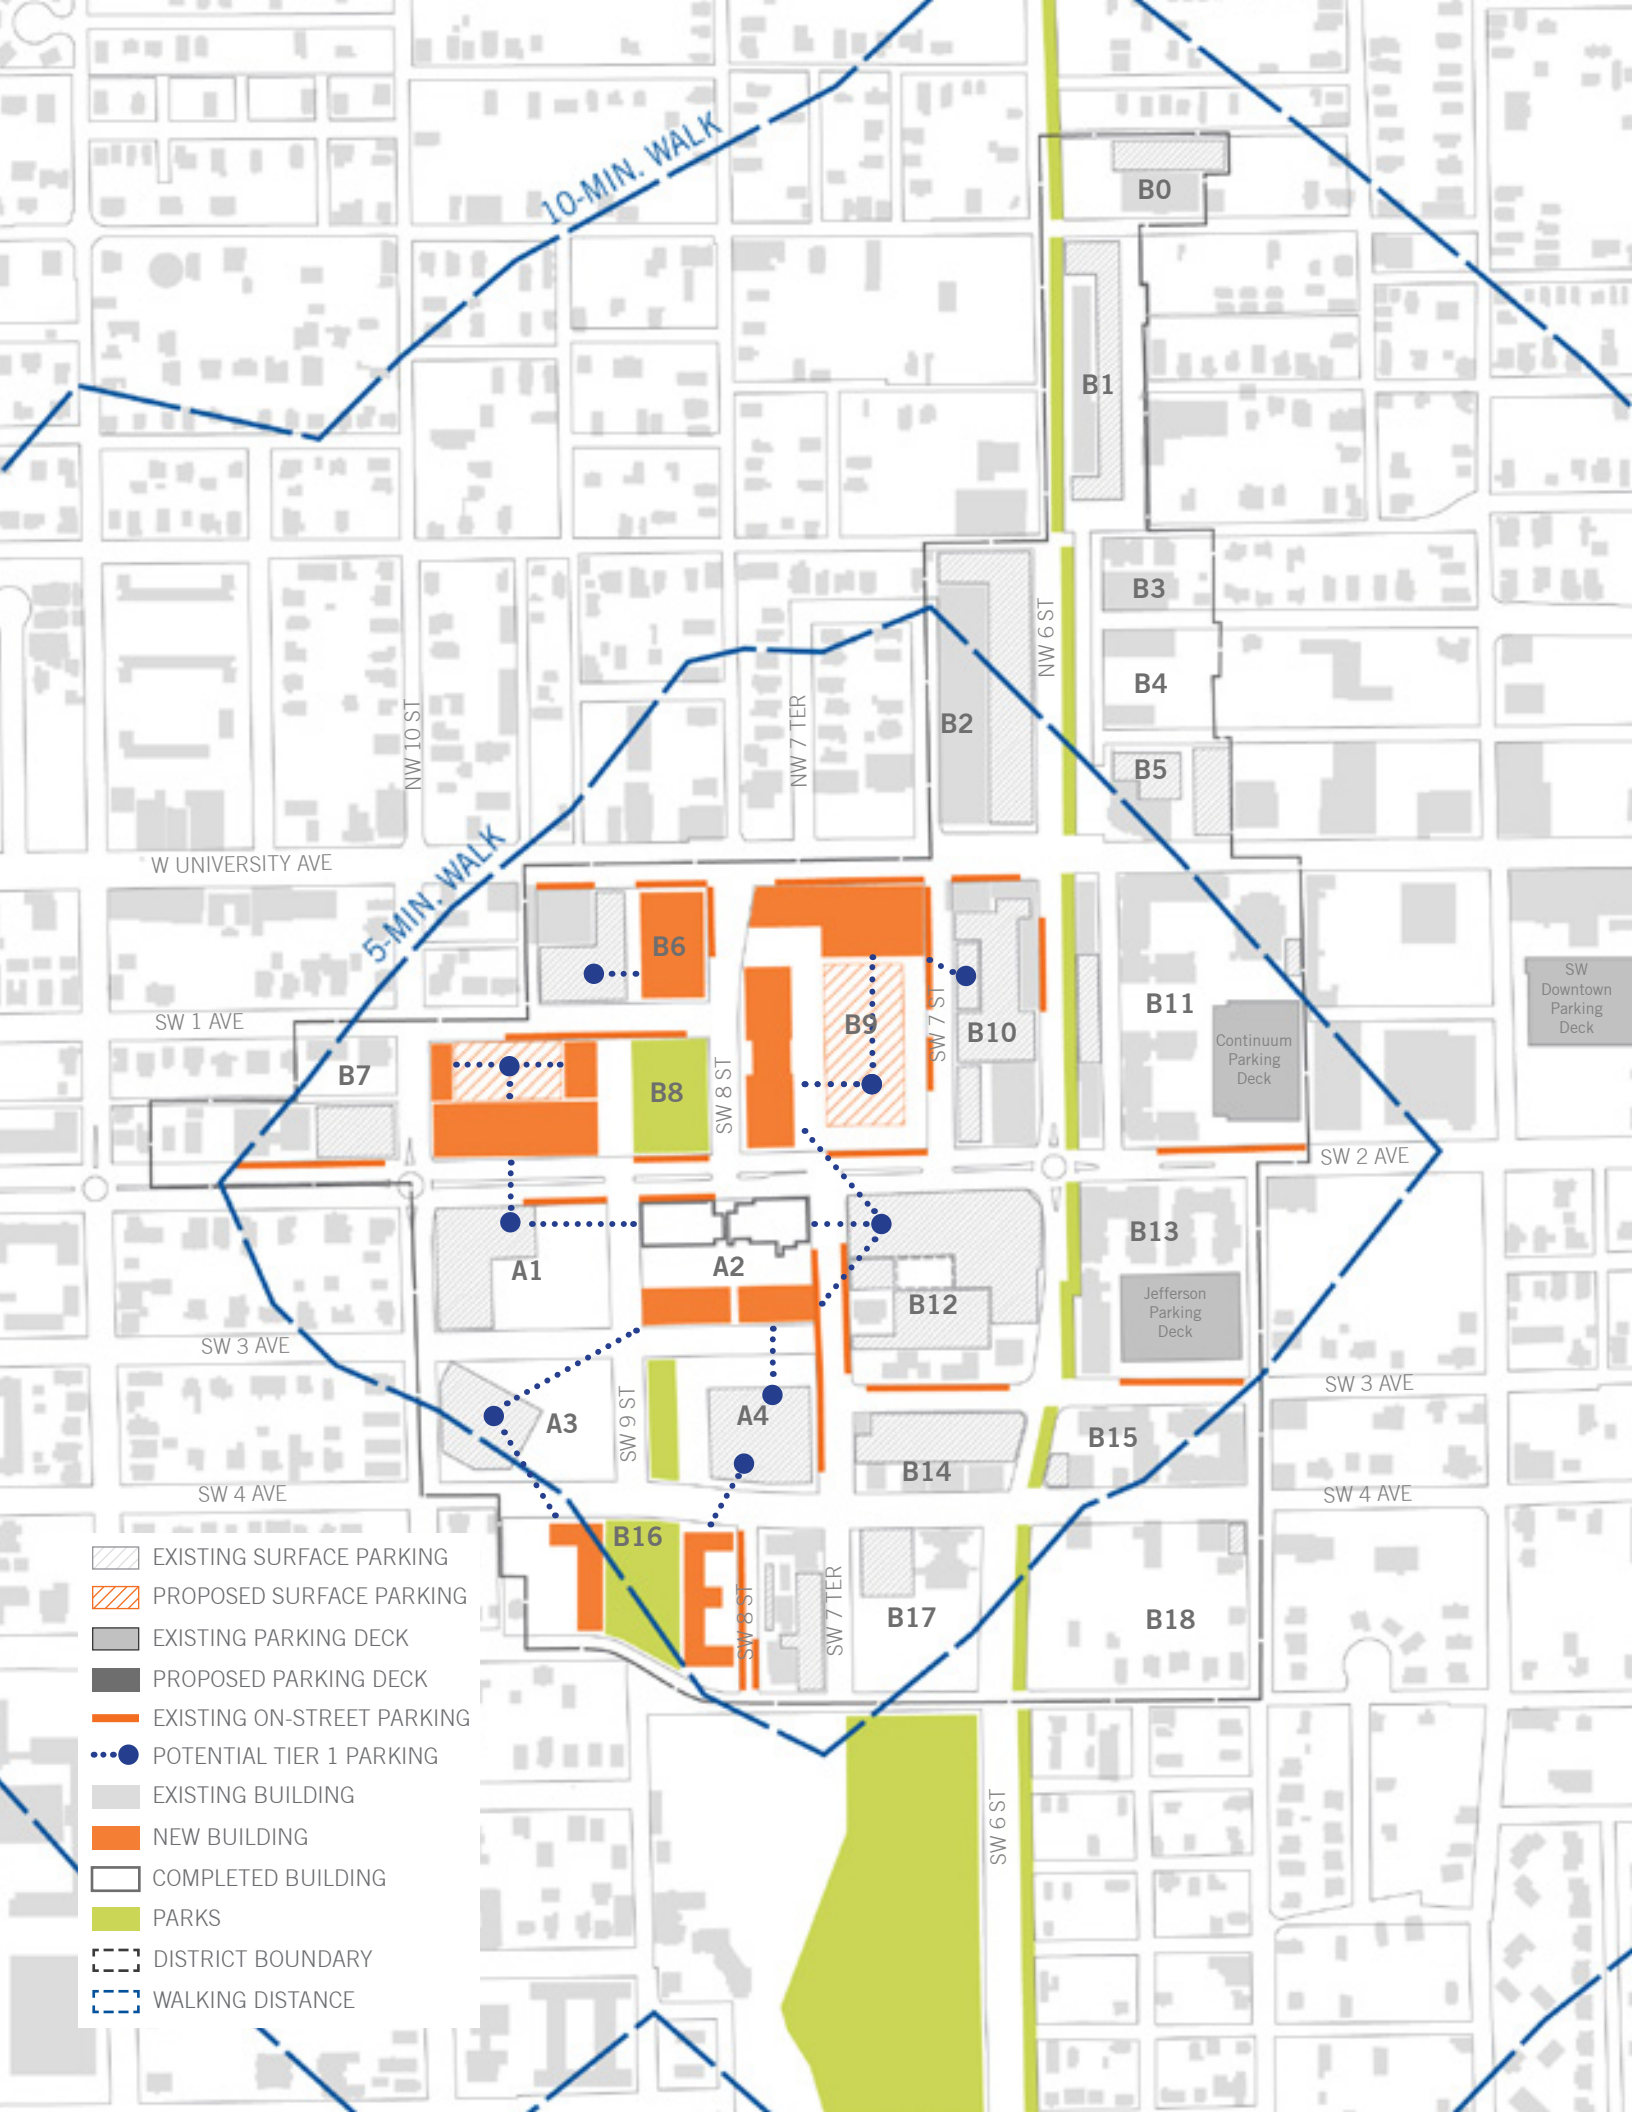 10-MIN. WALK
B0
B1
B3
NW 6 ST
B4
B2
NW 10 ST
NW 7 TER
B5
W UNIVERSITY AVE
5-MIN. WALK
B6
SW
Downtown
Parking
Deck
B11
SW 1 AVE
B9
SW 7 ST
B10
Continuum
Parking
Deck
B7
B8
SW 8 ST
SW 2 AVE
B13
A1
A2
B12
Jefferson
Parking
Deck
SW 3 AVE
SW 3 AVE
A3
SW 9 ST
A4
B15
B14
SW 4 AVE
SW 4 AVE
B16
SW 8 ST
SW 7 TER
B17
B18
SW 6 ST
EXISTING SURFACE PARKING
PROPOSED SURFACE PARKING
EXISTING PARKING DECK
PROPOSED PARKING DECK
EXISTING ON-STREET PARKING
POTENTIAL TIER 1 PARKING
EXISTING BUILDING
NEW BUILDING
COMPLETED BUILDING
PARKS
DISTRICT BOUNDARY
WALKING DISTANCE